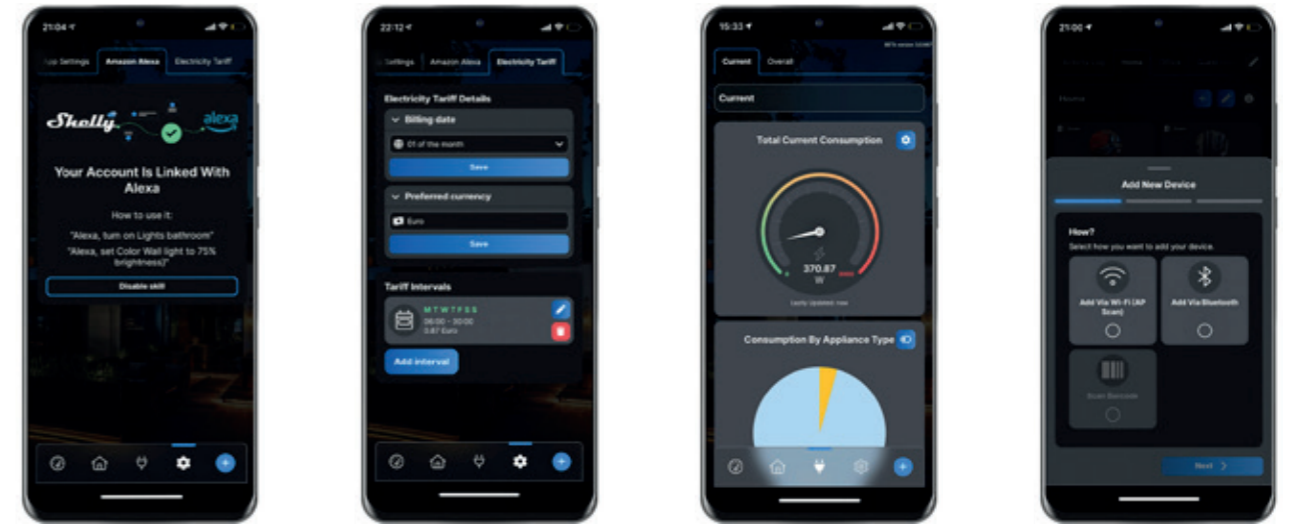 21:04
App Settings
Amazon Alexa
Electricity Tariff
Shelly
alexa
Your Account Is Linked With
Alexa
How to use it:
"Alexa, turn on Lights bathroom"
"Alexa, set Color Wall light to 75%
brightness)"
Disable skill
22:12
Settings
Amazon Alexa
Electricity Tariff
Electricity Tariff Details
Billing date
01 of the month
Save
Preferred currency
Euro
Save
Tariff Intervals
M T W T F S S
0.87 Euro
Add interval
15:33
Current
Overall
Current
Total Current Consumption
370.87
W
Consumption By Appliance Type
21:00
Home
Add New Device
How?
Select how you want to add your device.
Add Via Wi-Fi (AP
Scan)
Add Via Bluetooth
Scan Barcode
Next